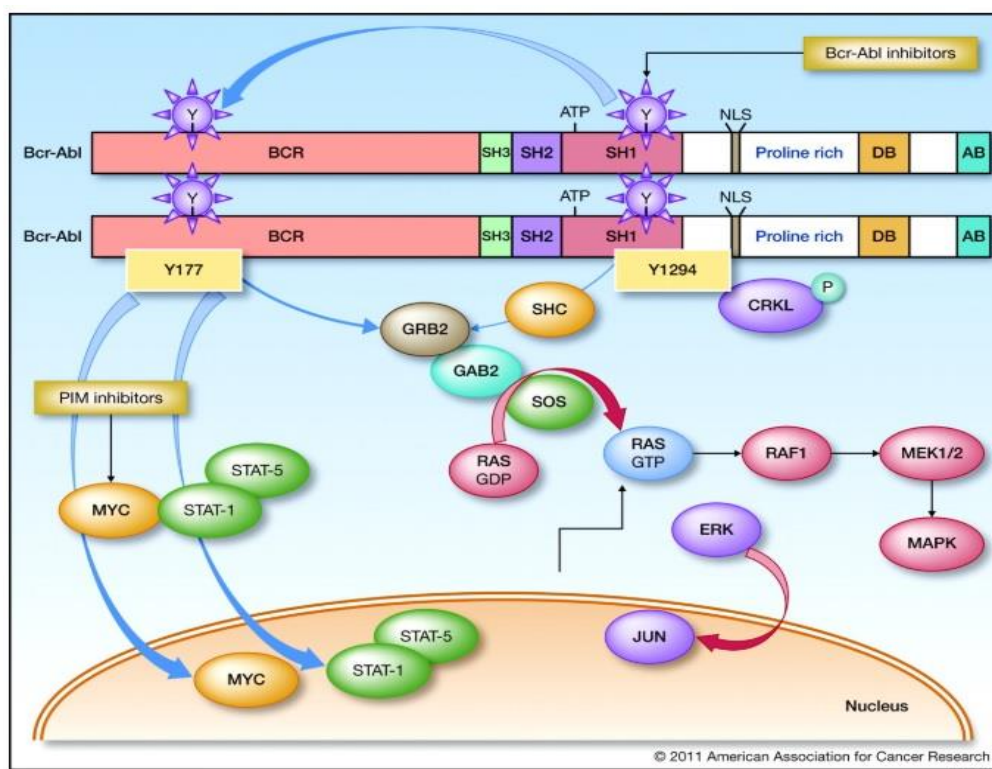 Bcr-Abl inhibitors
Y
Y
ATP
NLS
Bcr-Abl
BCR
SH3
SH2
SH1
Proline rich
DB
AB
Y
Y
ATP
NLS
Bcr-Abl
BCR
SH3
SH2
SH1
Proline rich
DB
AB
Y177
Y1294
P
CRKL
SHC
GRB2
GAB2
SOS
PIM inhibitors
RAS
GDP
RAS
GTP
RAF1
MEK1/2
STAT-5
MYC
STAT-1
ERK
MAPK
STAT-5
JUN
STAT-1
MYC
Nucleus
© 2011 American Association for Cancer Research